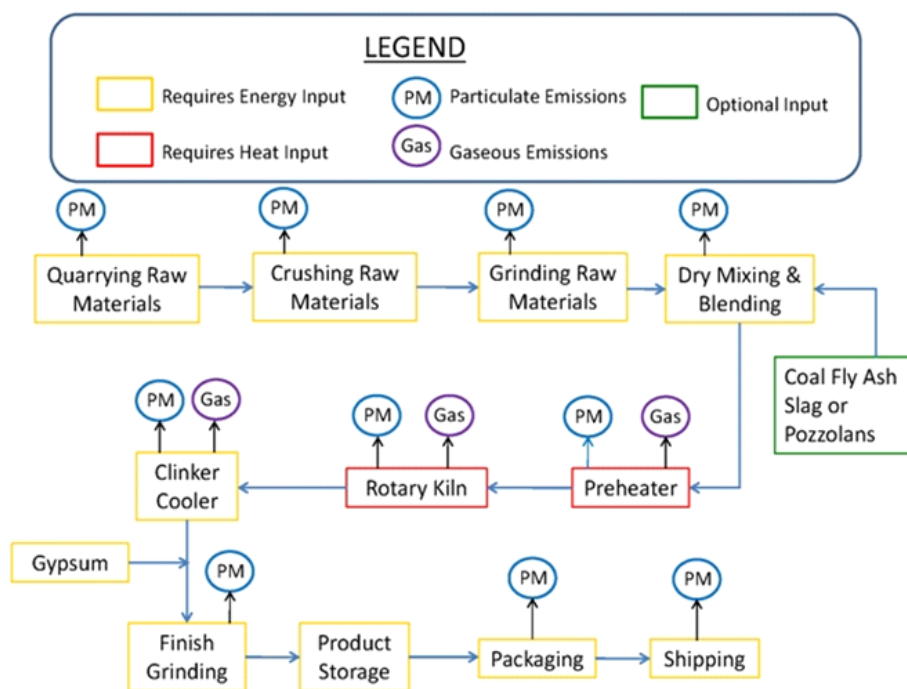 LEGEND
Requires Energy Input
PM
Particulate Emissions
Optional Input
Requires Heat Input
Gas
Gaseous Emissions
PM
PM
PM
PM
Quarrying Raw
Materials
Crushing Raw
Materials
Grinding Raw
Materials
Dry Mixing &
Blending
Coal Fly Ash
Slag or
Pozzolans
PM
Gas
PM
Gas
PM
Gas
Clinker
Cooler
Rotary Kiln
Preheater
Gypsum
PM
PM
PM
Finish
Grinding
Product
Storage
Packaging
Shipping